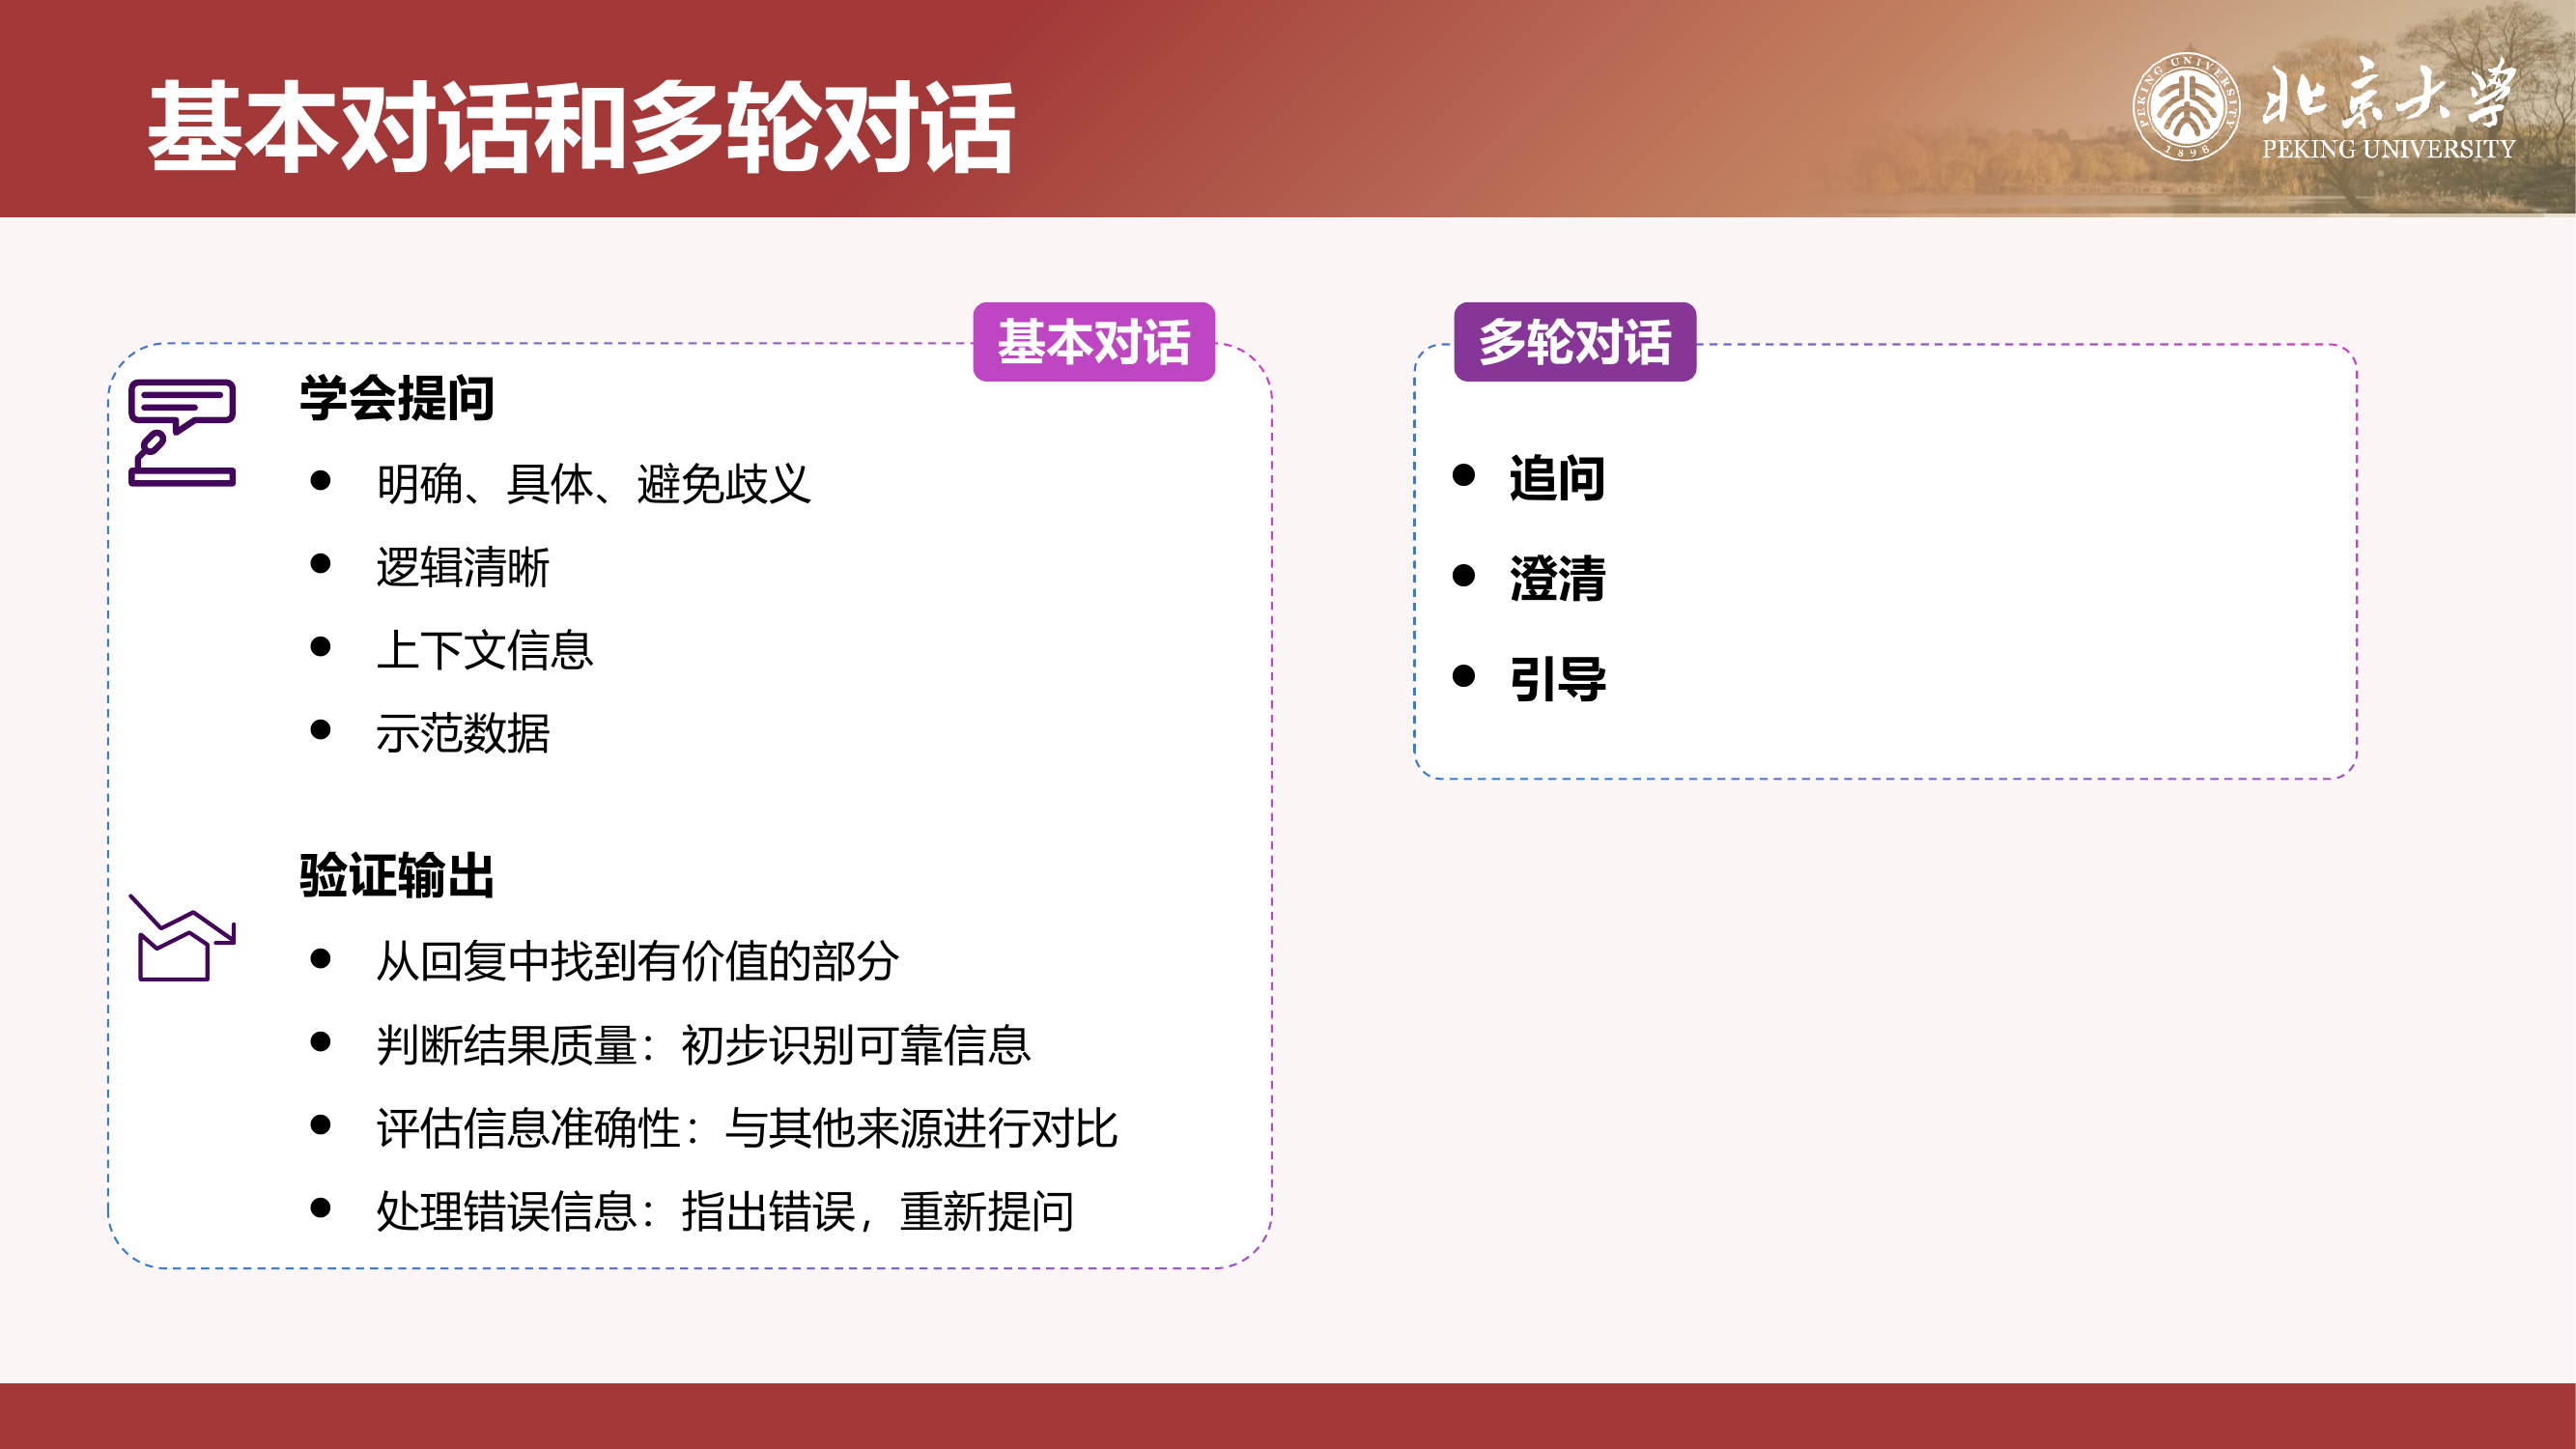 基本对话和多轮对话
PEKING UNIVERSITY
1898
北京大学
PEKING UNIVERSITY
基本对话
学会提问
● 明确、具体、避免歧义
● 逻辑清晰
● 上下文信息
● 示范数据
验证输出
● 从回复中找到有价值的部分
● 判断结果质量：初步识别可靠信息
● 评估信息准确性：与其他来源进行对比
● 处理错误信息：指出错误，重新提问
多轮对话
● 追问
● 澄清
● 引导